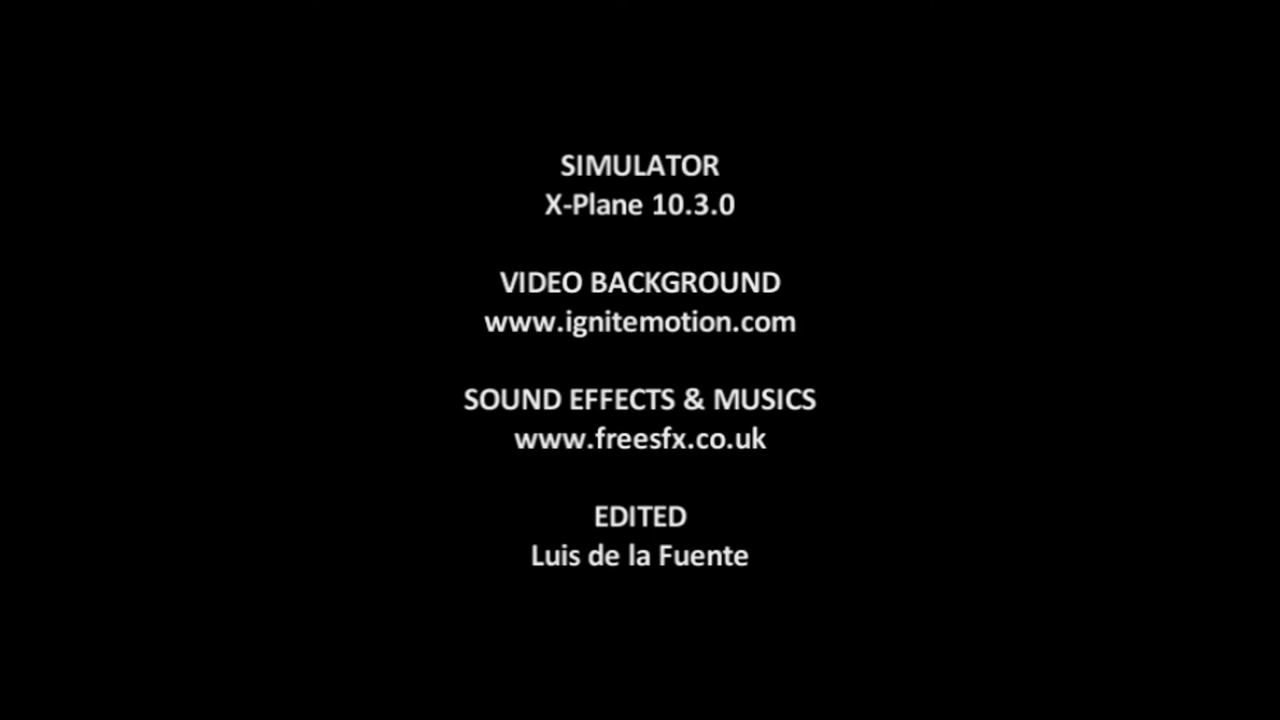 SIMULATOR
X-Plane 10.3.0
VIDEO BACKGROUND
www.ignitemotion.com
SOUND EFFECTS & MUSICS
www.freesfx.co.uk
EDITED
Luis de la Fuente